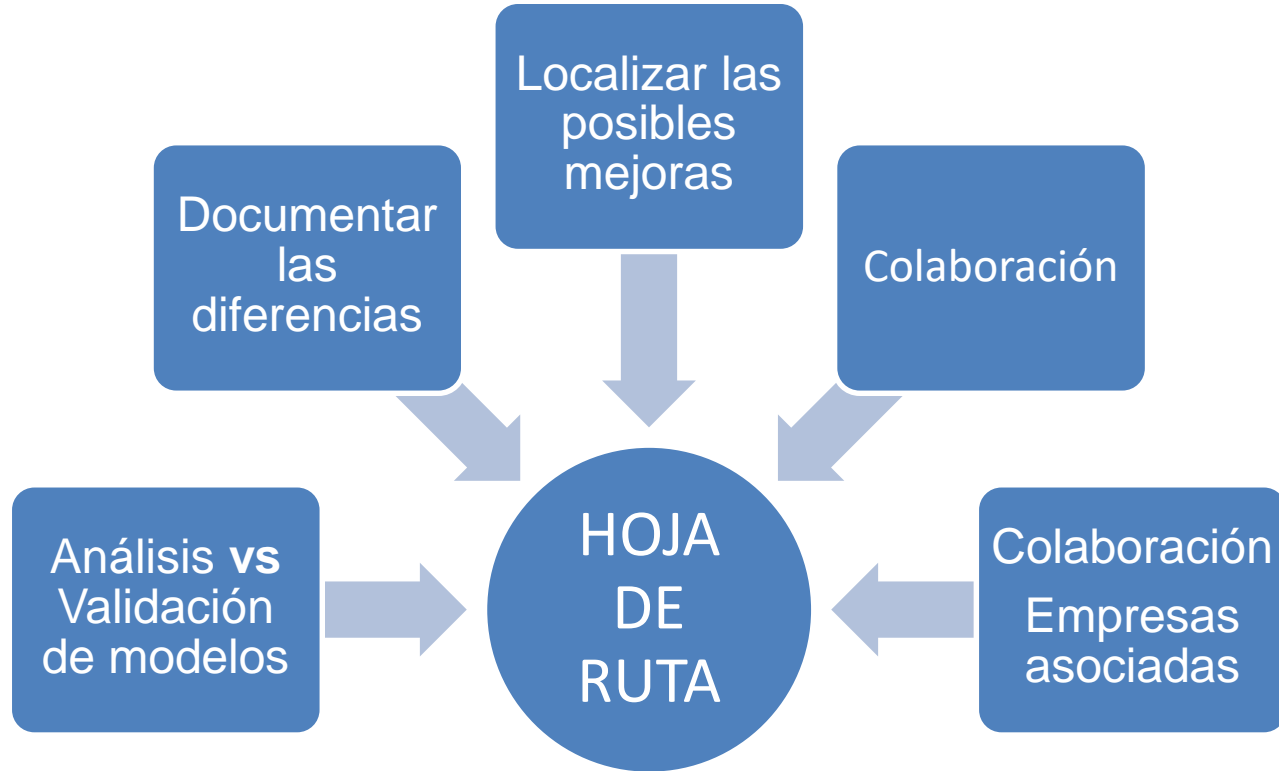 Localizar las
posibles
mejoras
Documentar
las
diferencias
Colaboración
Análisis vs
Validación
de modelos
HOJA
DE
RUTA
Colaboración
Empresas
asociadas